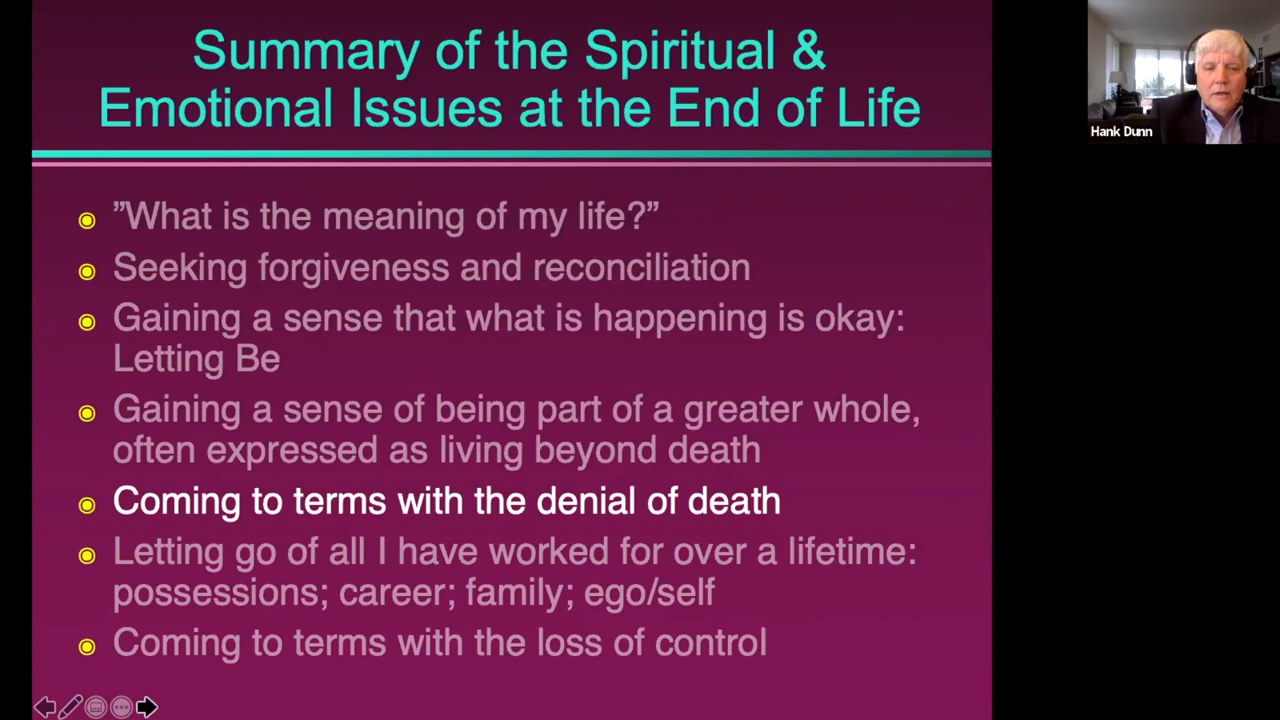 Summary of the Spiritual &
Emotional Issues at the End of Life
”What is the meaning of my life?”
Seeking forgiveness and reconciliation
Gaining a sense that what is happening is okay:
Letting Be
Gaining a sense of being part of a greater whole,
often expressed as living beyond death
Coming to terms with the denial of death
Letting go of all I have worked for over a lifetime:
possessions; career; family; ego/self
Coming to terms with the loss of control
Hank Dunn